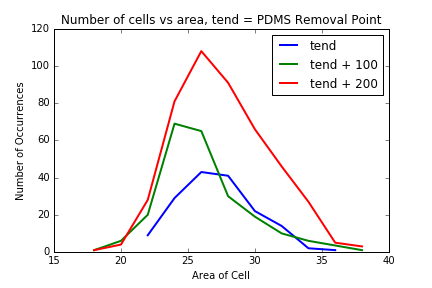 Number of cells vs area, tend = PDMS Removal Point
120
100
80
60
40
20
0
Number of Occurrences
tend
tend + 100
tend + 200
15
20
25
30
35
40
Area of Cell